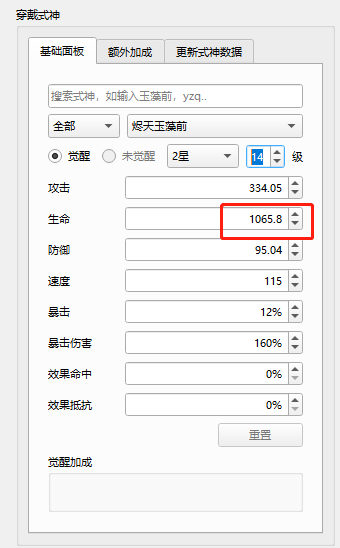 穿戴式神
基础面板 额外加成 更新式神数据
搜索式神，如输入玉藻前，yzq..
全部 烬天玉藻前
觉醒 未觉醒 2星 14 级
攻击 334.05
生命 1065.8
防御 95.04
速度 115
暴击 12%
暴击伤害 160%
效果命中 0%
效果抵抗 0%
重置
觉醒加成